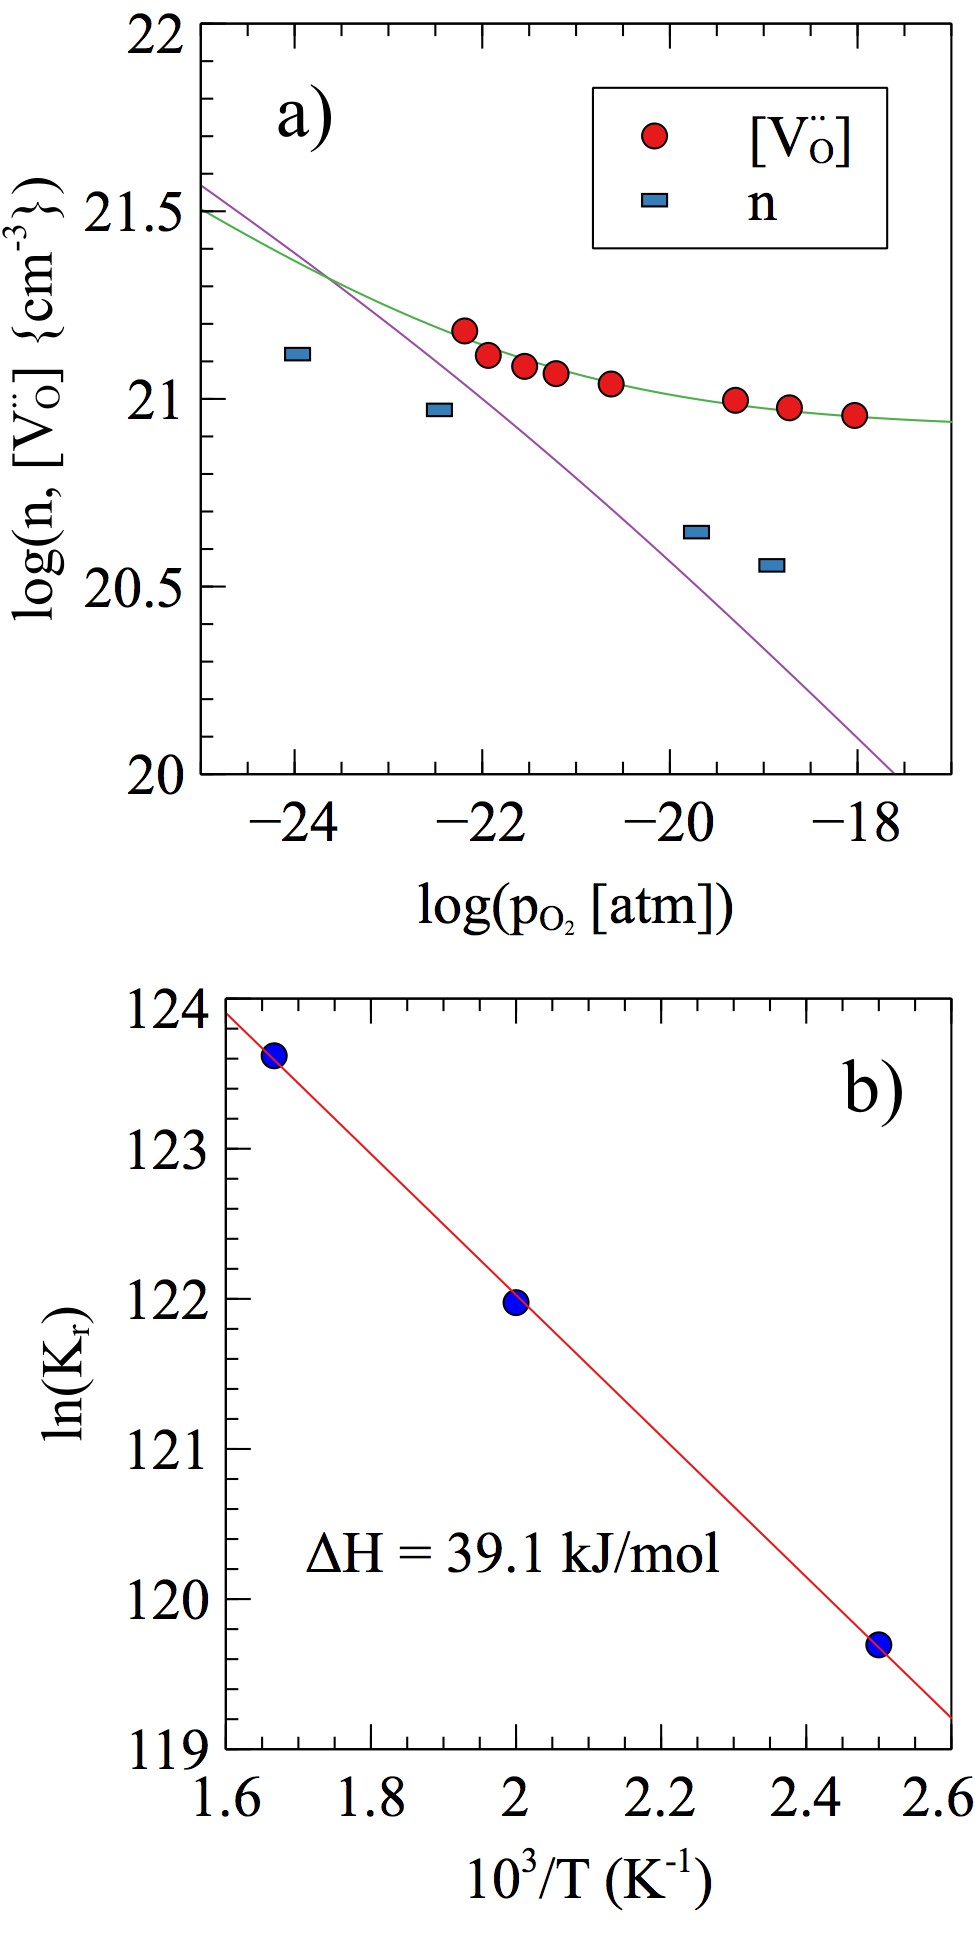 a)
[V̈O]
n
22
21.5
21
20.5
20
log(n, [V̈O] {cm-3})
−24 −22 −20 −18
log(pO2 [atm])
b)
124
123
122
121
120
119
ln(Kr)
ΔH = 39.1 kJ/mol
1.6 1.8 2 2.2 2.4 2.6
103/T (K-1)